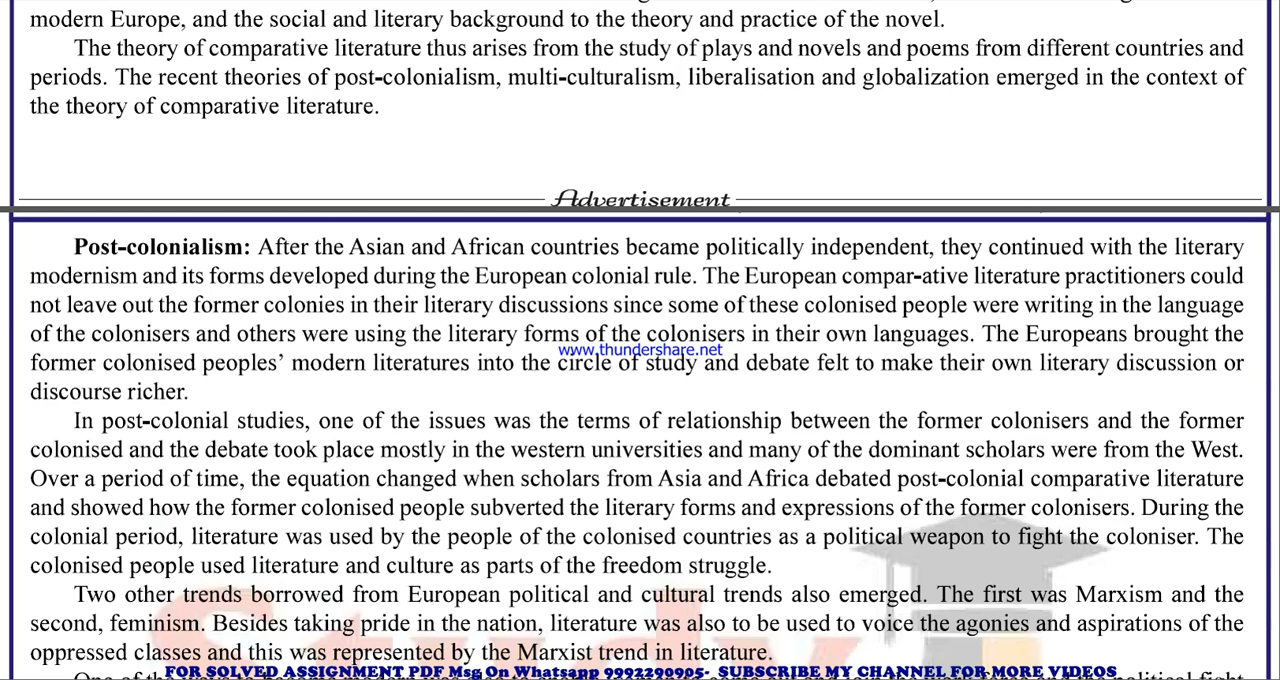 modern Europe, and the social and literary background to the theory and practice of the novel.
The theory of comparative literature thus arises from the study of plays and novels and poems from different countries and
periods. The recent theories of post-colonialism, multi-culturalism, liberalisation and globalization emerged in the context of
the theory of comparative literature.
Advertisement
Post-colonialism: After the Asian and African countries became politically independent, they continued with the literary
modernism and its forms developed during the European colonial rule. The European compar-ative literature practitioners could
not leave out the former colonies in their literary discussions since some of these colonised people were writing in the language
of the colonisers and others were using the literary forms of the colonisers in their own languages. The Europeans brought the
www.thundershare.net
former colonised peoples' modern literatures into the circle of study and debate felt to make their own literary discussion or
discourse richer.
In post-colonial studies, one of the issues was the terms of relationship between the former colonisers and the former
colonised and the debate took place mostly in the western universities and many of the dominant scholars were from the West.
Over a period of time, the equation changed when scholars from Asia and Africa debated post-colonial comparative literature
and showed how the former colonised people subverted the literary forms and expressions of the former colonisers. During the
colonial period, literature was used by the people of the colonised countries as a political weapon to fight the coloniser. The
colonised people used literature and culture as parts of the freedom struggle.
Two other trends borrowed from European political and cultural trends also emerged. The first was Marxism and the
second, feminism. Besides taking pride in the nation, literature was also to be used to voice the agonies and aspirations of the
oppressed classes and this was represented by the Marxist trend in literature.
FOR SOLVED ASSIGNMENT PDF Msg On Whatsapp 9992290905- SUBSCRIBE MY CHANNEL FOR MORE VIDEOS